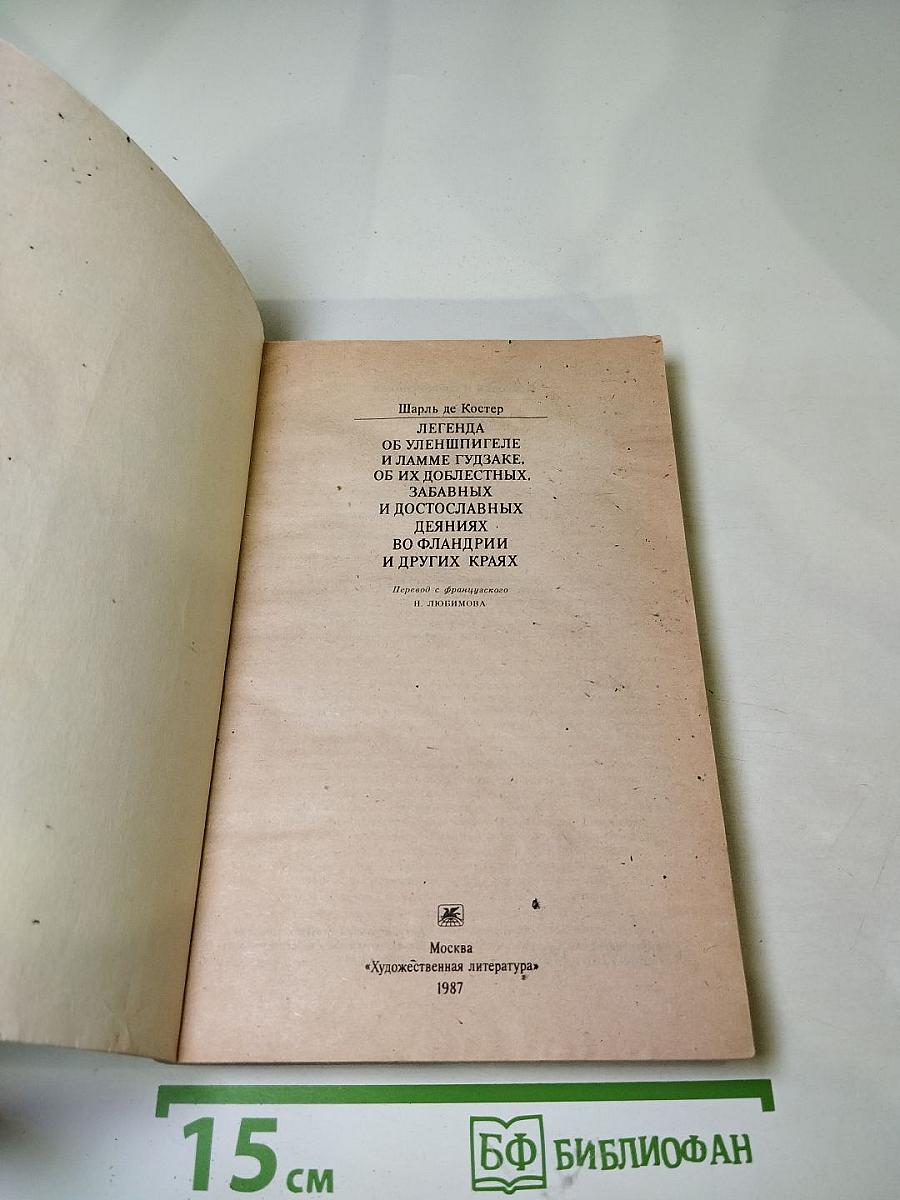 Шарль де Костер
ЛЕГЕНДА
ОБ УЛЕНШПИГЕЛЕ
И ЛАММЕ ГУДЗАКЕ,
ОБ ИХ ДОБЛЕСТНЫХ,
ЗАБАВНЫХ
И ДОСТОСЛАВНЫХ
ДЕЯНИЯХ
ВО ФЛАНДРИИ
И ДРУГИХ КРАЯХ
Перевод с французского
Н. ЛЮБИМОВА
Москва
«Художественная литература»
1987
15 см
БФ БИБЛИОФАН